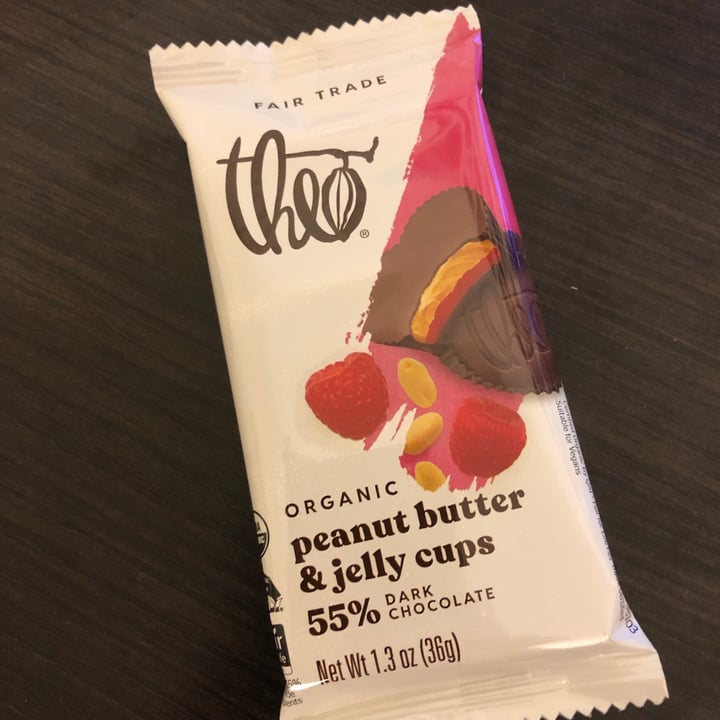 FAIR TRADE
theo®
ORGANIC
peanut butter
& jelly cups
55% DARK
CHOCOLATE
Net Wt 1.3 oz (36g)
Suitable for Vegans